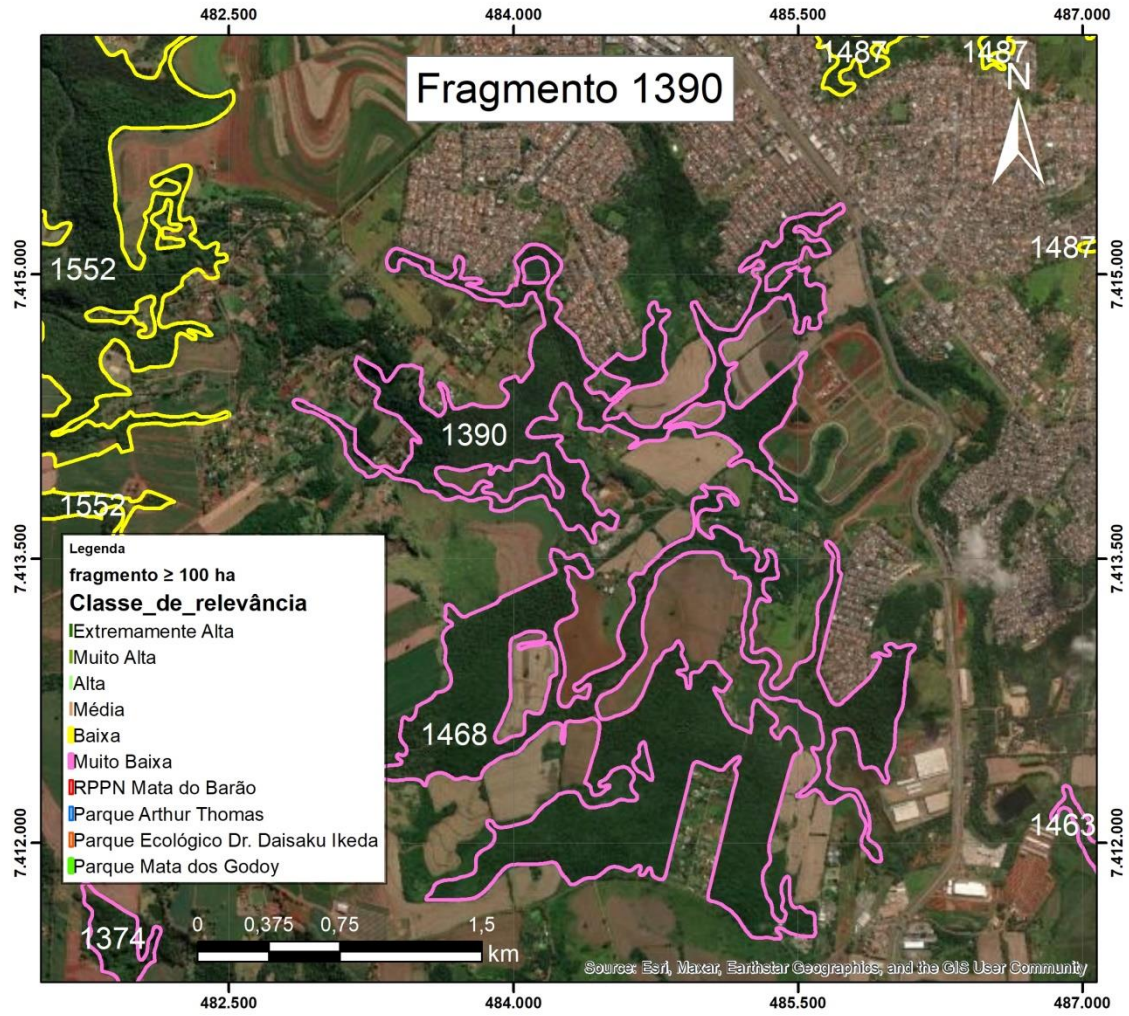 482.500 484.000 485.500 487.000
1487 1487
Fragmento 1390
N
1552
1487
7.415.000 7.415.000
1390
1552
7.413.500 7.413.500
Legenda
fragmento ≥ 100 ha
Classe_de_relevância
Extremamente Alta
Muito Alta
Alta
Média
Baixa
Muito Baixa
RPPN Mata do Barão
Parque Arthur Thomas
Parque Ecológico Dr. Daisaku Ikeda
Parque Mata dos Godoy
1468
1463
7.412.000 7.412.000
1374
0 0,375 0,75 1,5
km
Source: Esri, Maxar, Earthstar Geographics, and the GIS User Community
482.500 484.000 485.500 487.000